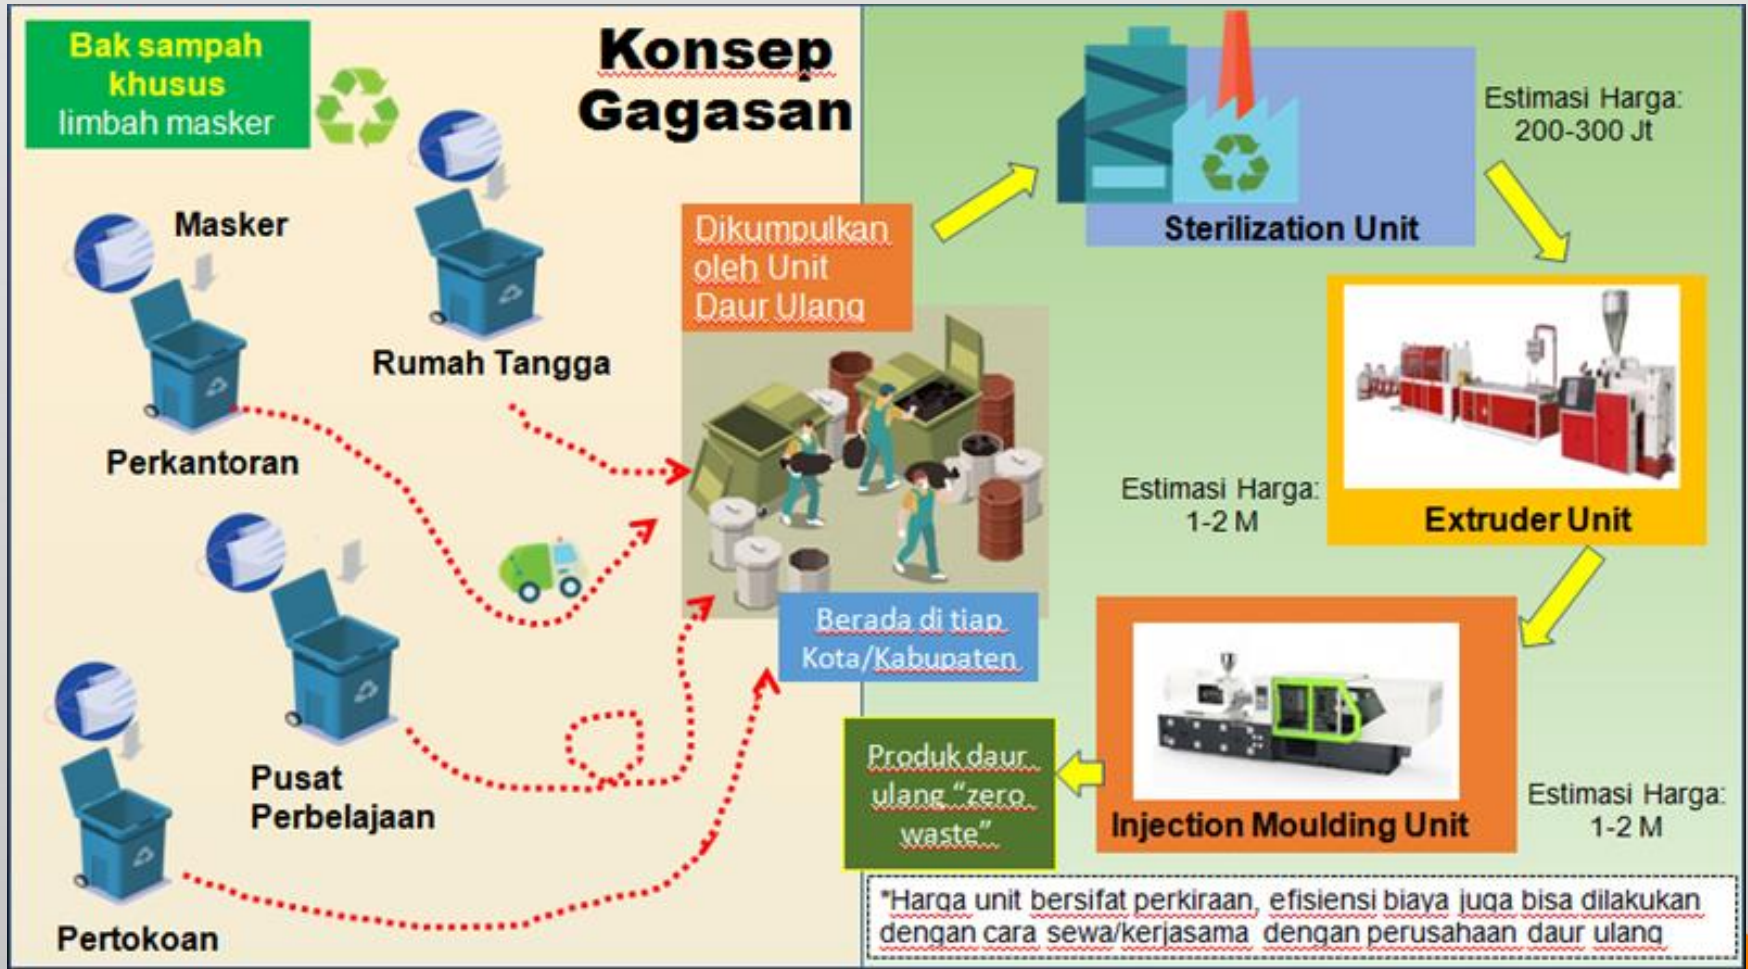 Bak sampah
khusus
limbah masker
Konsep
Gagasan
Masker
Rumah Tangga
Perkantoran
Pusat
Perbelajaan
Pertokoan
Dikumpulkan
oleh Unit
Daur Ulang
Berada di tiap
Kota/Kabupaten
Sterilization Unit
Estimasi Harga:
200-300 Jt
Extruder Unit
Estimasi Harga:
1-2 M
Injection Moulding Unit
Estimasi Harga:
1-2 M
Produk daur
ulang “zero
waste”
*Harga unit bersifat perkiraan, efisiensi biaya juga bisa dilakukan
dengan cara sewa/kerjasama dengan perusahaan daur ulang